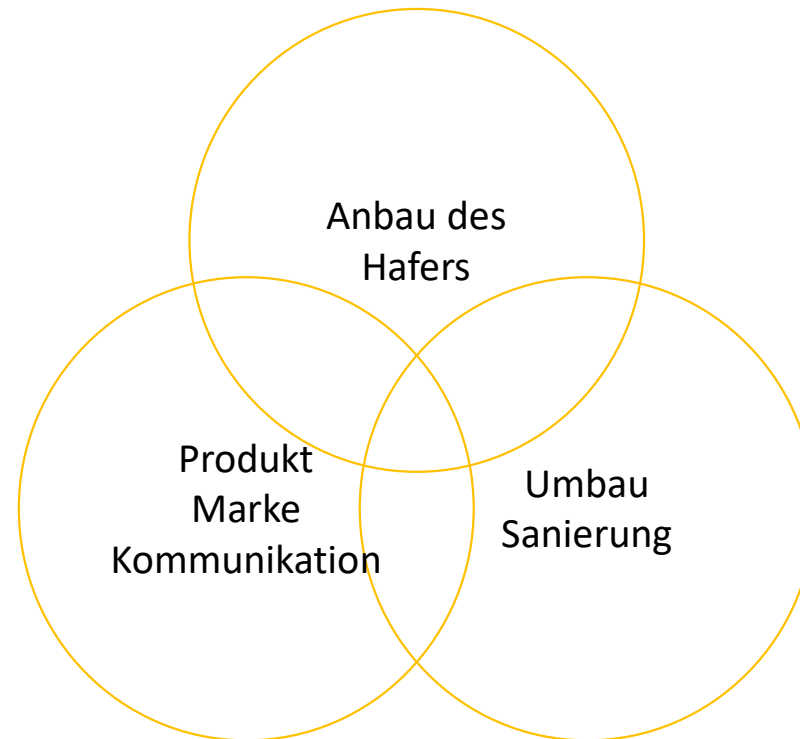 Anbau des
Hafers
Produkt
Marke
Kommunikation
Umbau
Sanierung